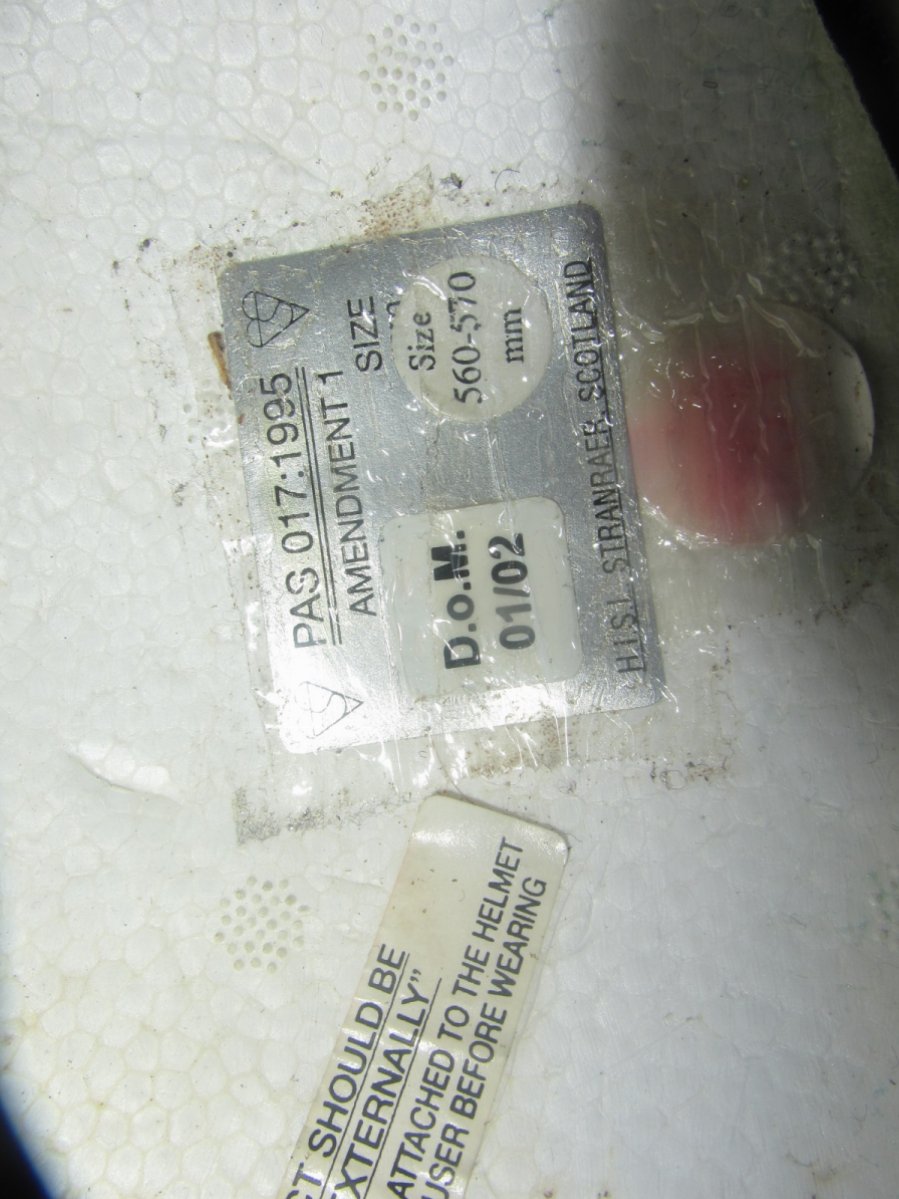 PAS 017:1995
AMENDMENT 1
SIZE
Size
560-570
mm
D.o.M.
01/02
H.I.S.I. STRANRAER, SCOTLAND
SHOULD BE
EXTERNALLY”
ATTACHED TO THE HELMET
USER BEFORE WEARING